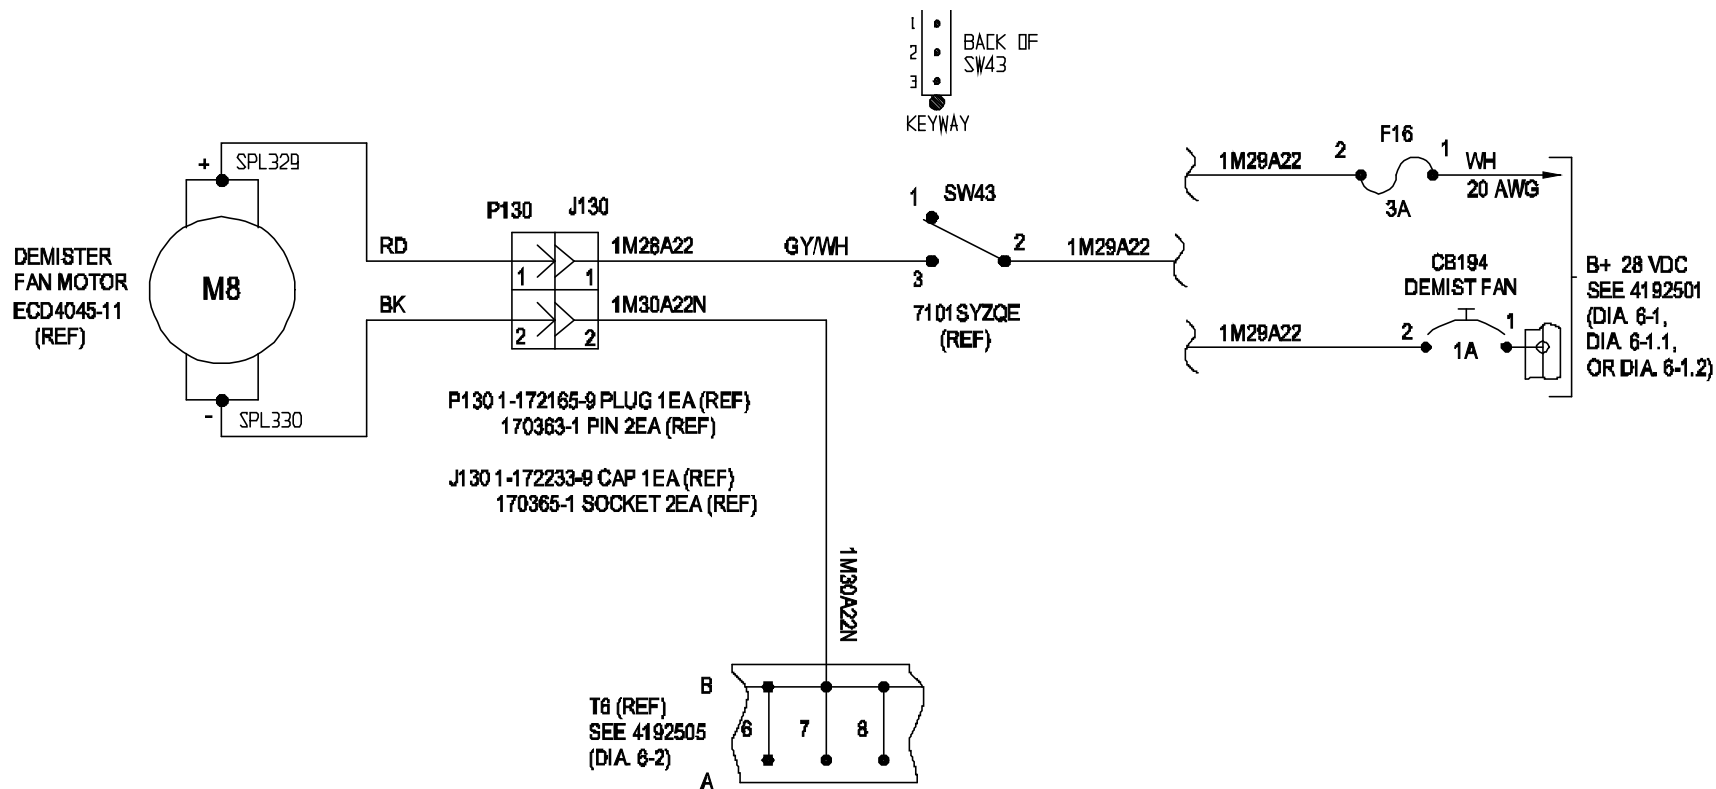 1
2
3
BACK OF
SW43
KEYWAY
+
SPL329
DEMISTER
FAN MOTOR
ECD4045-11
(REF)
M8
-
SPL330
RD
BK
P130
J130
1
1
2
2
1M28A22
GY/WH
1M30A22N
1
SW43
2
3
7101SYZQE
(REF)
1M29A22
1M29A22
2
F16
1
3A
WH
20 AWG
CB194
DEMIST FAN
1M29A22
2
1
1A
B+ 28 VDC
SEE 4192501
(DIA. 6-1,
DIA. 6-1.1,
OR DIA. 6-1.2)
P130 1-172165-9 PLUG 1EA (REF)
170363-1 PIN 2EA (REF)
J130 1-172233-9 CAP 1EA (REF)
170365-1 SOCKET 2EA (REF)
1M30A22N
T6 (REF)
SEE 4192505
(DIA. 6-2)
B
A
6
7
8